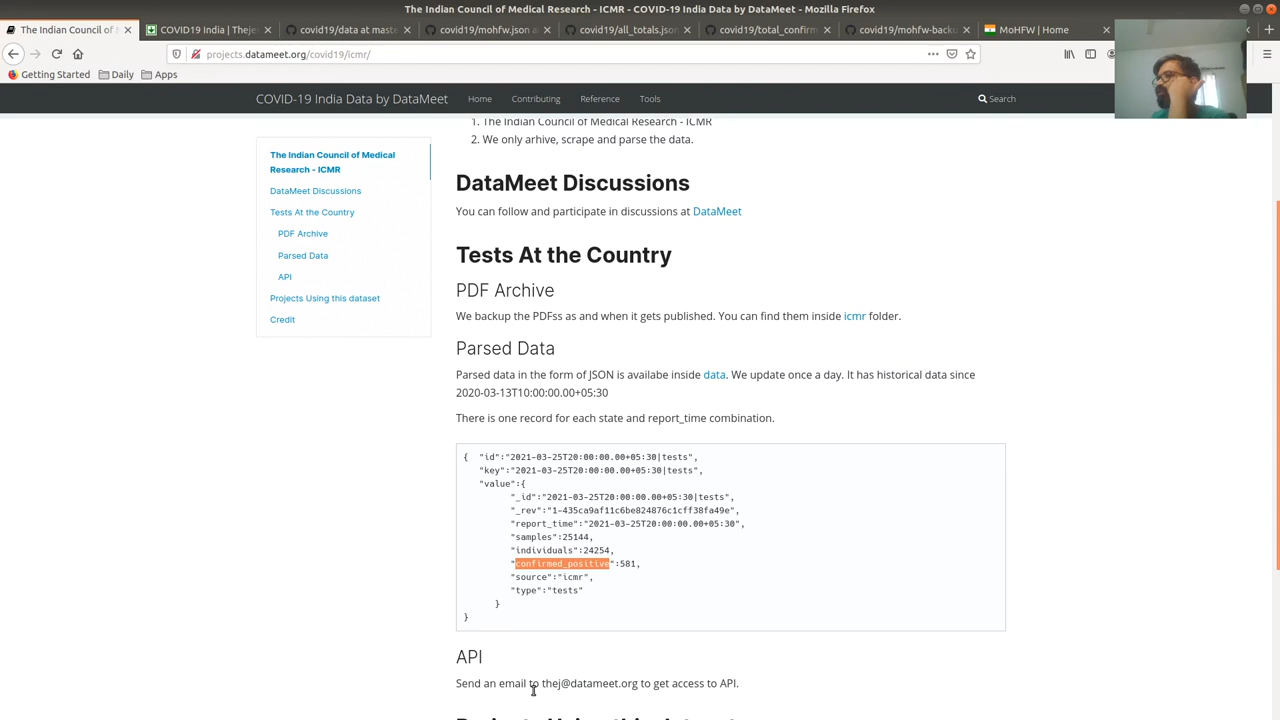 The Indian Council of Medical Research - ICMR - COVID-19 India Data by DataMeet - Mozilla Firefox
The Indian Council of M
COVID19 India | Theje
covid19/data at maste
covid19/mohfw.json a
covid19/all_totals.json
covid19/total_confirm
covid19/mohfw-backu
MoHFW | Home
projects.datameet.org/covid19/icmr/
Getting Started
Daily
Apps
COVID-19 India Data by DataMeet
Home
Contributing
Reference
Tools
Search
The Indian Council of Medical
Research - ICMR
DataMeet Discussions
Tests At the Country
PDF Archive
Parsed Data
API
Projects Using this dataset
Credit
1. The Indian Council of Medical Research - ICMR
2. We only arhive, scrape and parse the data.
DataMeet Discussions
You can follow and participate in discussions at DataMeet
Tests At the Country
PDF Archive
We backup the PDFss as and when it gets published. You can find them inside icmr folder.
Parsed Data
Parsed data in the form of JSON is availabe inside data. We update once a day. It has historical data since
2020-03-13T10:00:00.00+05:30
There is one record for each state and report_time combination.
{ "id":"2021-03-25T20:00:00.00+05:30|tests",
"key":"2021-03-25T20:00:00.00+05:30|tests",
"value":{
"_id":"2021-03-25T20:00:00.00+05:30|tests",
"_rev":"1-435ca9af11c6be824876c1cff38fa49e",
"report_time":"2021-03-25T20:00:00.00+05:30",
"samples":25144,
"individuals":24254,
"confirmed_positive":581,
"source":"icmr",
"type":"tests"
}
}
API
Send an email to thej@datameet.org to get access to API.